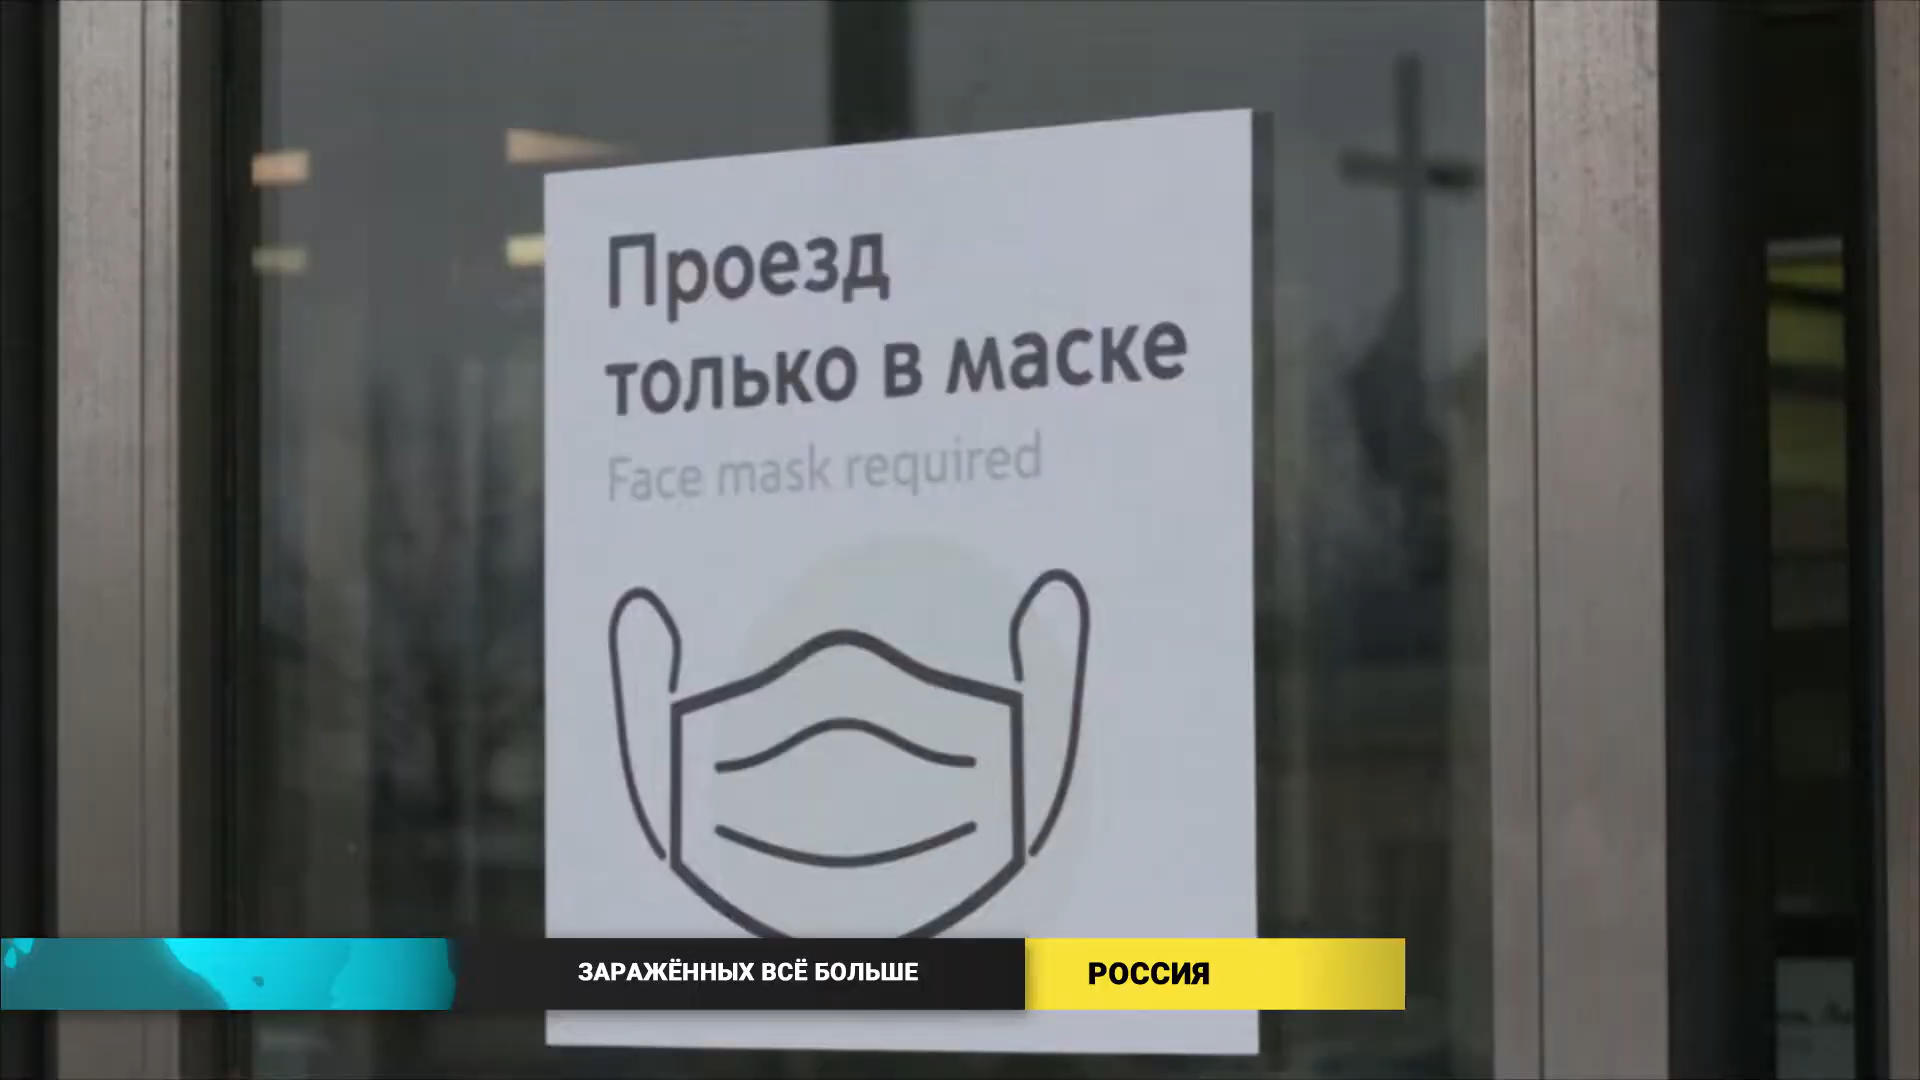 Проезд
только в маске
Face mask required
ЗАРАЖЁННЫХ ВСЁ БОЛЬШЕ
РОССИЯ